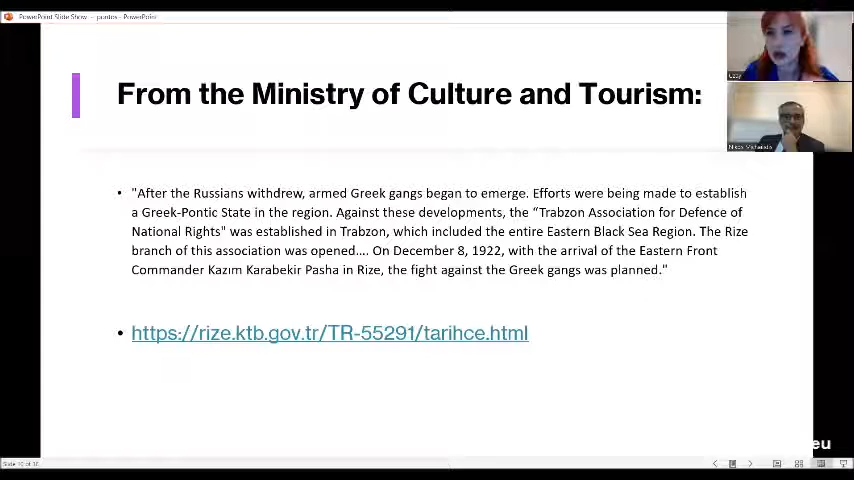 PowerPoint Slide Show - pontos - PowerPoint
Uzay
From the Ministry of Culture and Tourism:
Nikos Michailidis
• "After the Russians withdrew, armed Greek gangs began to emerge. Efforts were being made to establish
a Greek-Pontic State in the region. Against these developments, the “Trabzon Association for Defence of
National Rights" was established in Trabzon, which included the entire Eastern Black Sea Region. The Rize
branch of this association was opened…. On December 8, 1922, with the arrival of the Eastern Front
Commander Kazım Karabekir Pasha in Rize, the fight against the Greek gangs was planned."
• https://rize.ktb.gov.tr/TR-55291/tarihce.html
eu